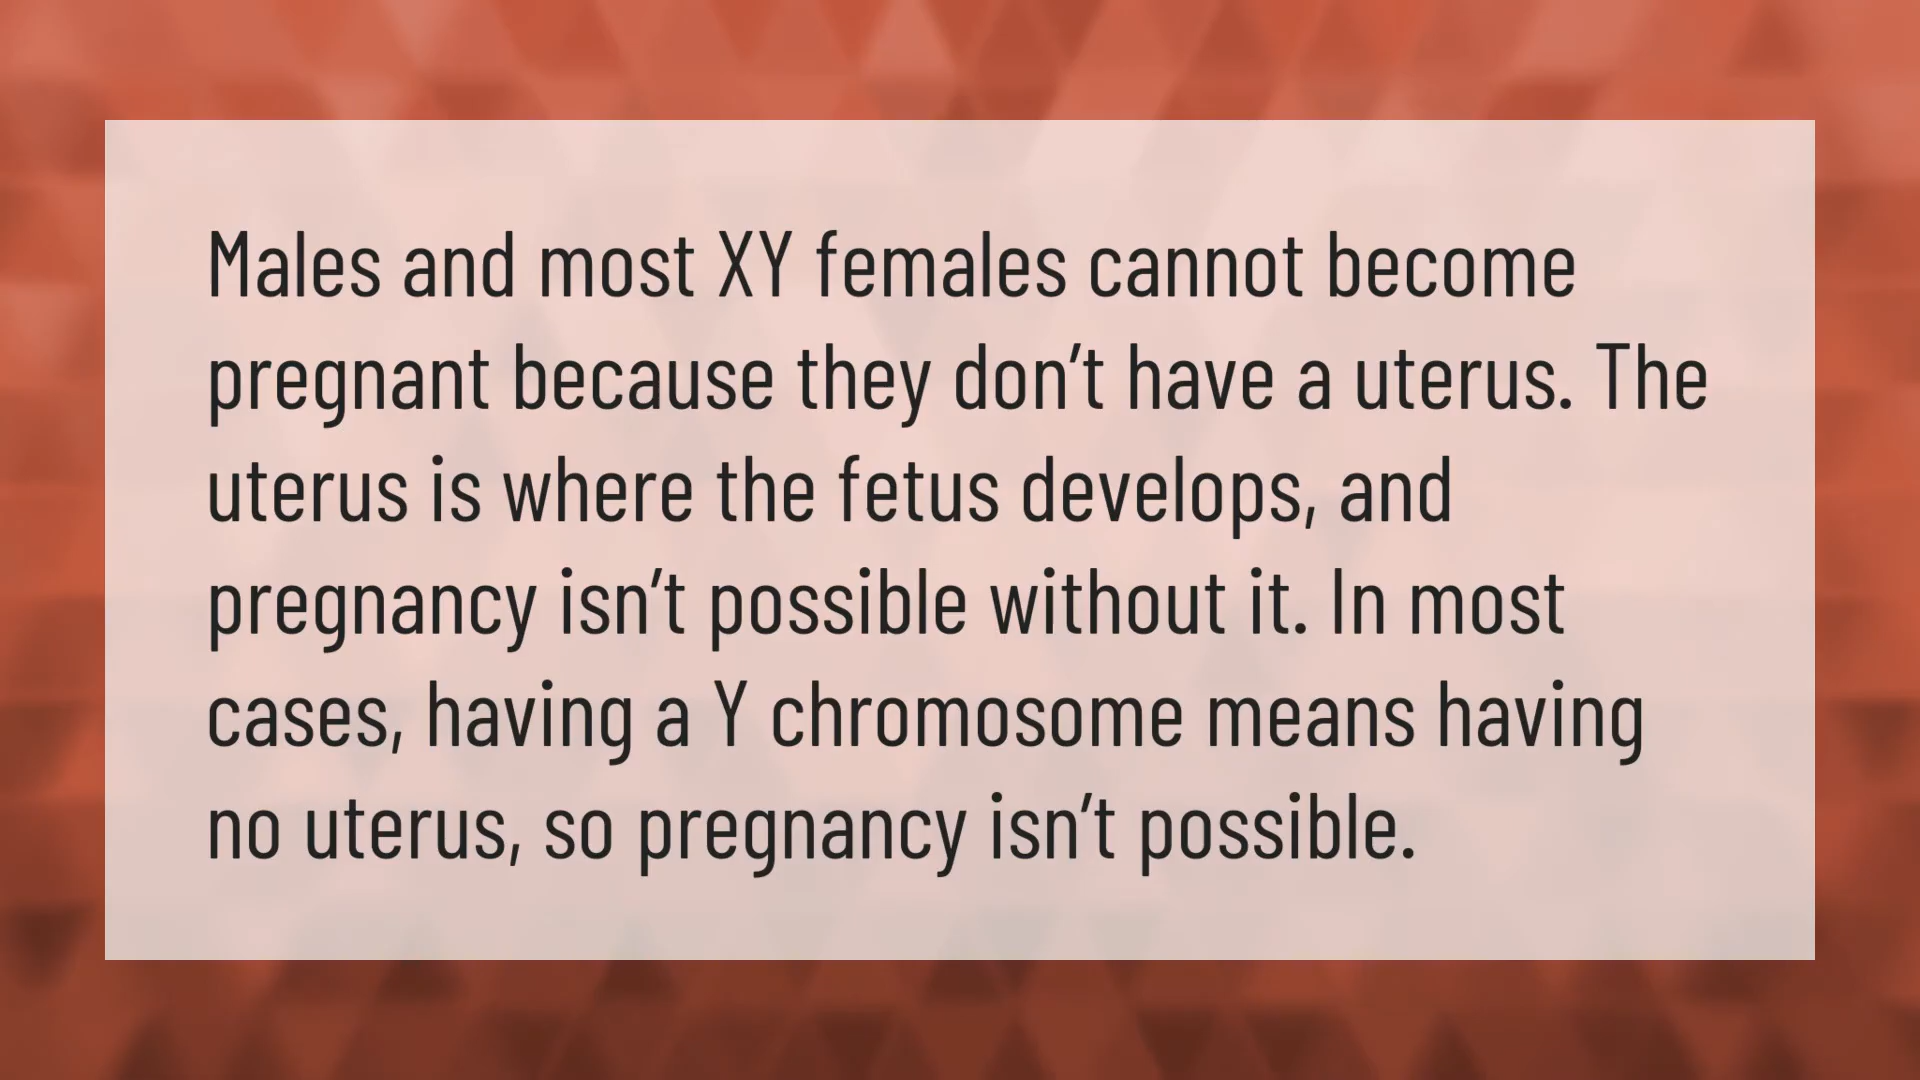 Males and most XY females cannot become
pregnant because they don’t have a uterus. The
uterus is where the fetus develops, and
pregnancy isn’t possible without it. In most
cases, having a Y chromosome means having
no uterus, so pregnancy isn’t possible.